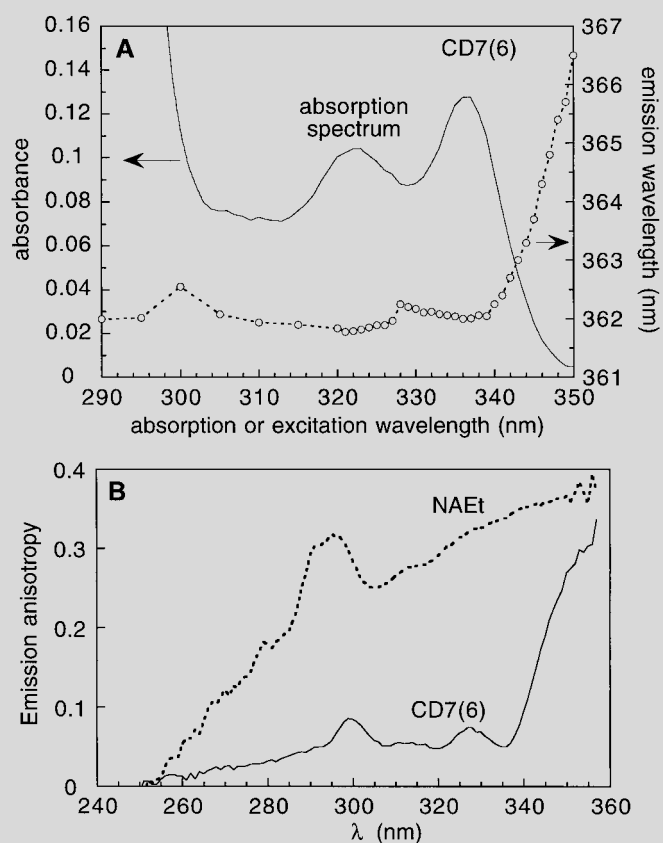 A
CD7(6)
absorption
spectrum
absorbance
0.16
0.14
0.12
0.1
0.08
0.06
0.04
0.02
0
367
366
365
364
363
362
361
emission wavelength (nm)
290 300 310 320 330 340 350
absorption or excitation wavelength (nm)
B
NAEt
CD7(6)
Emission anisotropy
0.4
0.3
0.2
0.1
0
240 260 280 300 320 340 360
λ (nm)